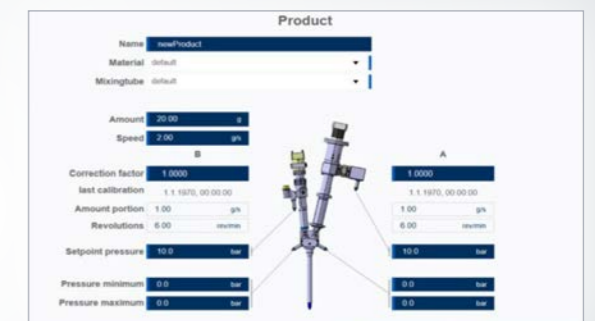 Product
Name newProduct
Material default
Mixingtube default
Amount 20.00 g
Speed 2.00 g/s
B A
Correction factor 1.0000 1.0000
last calibration 1.1.1970, 00:00:00 1.1.1970, 00:00:00
Amount portion 1.00 g/s 1.00 g/s
Revolutions 6.00 rev/min 6.00 rev/min
Setpoint pressure 10.0 bar 10.0 bar
Pressure minimum 0.0 bar 0.0 bar
Pressure maximum 0.0 bar 0.0 bar